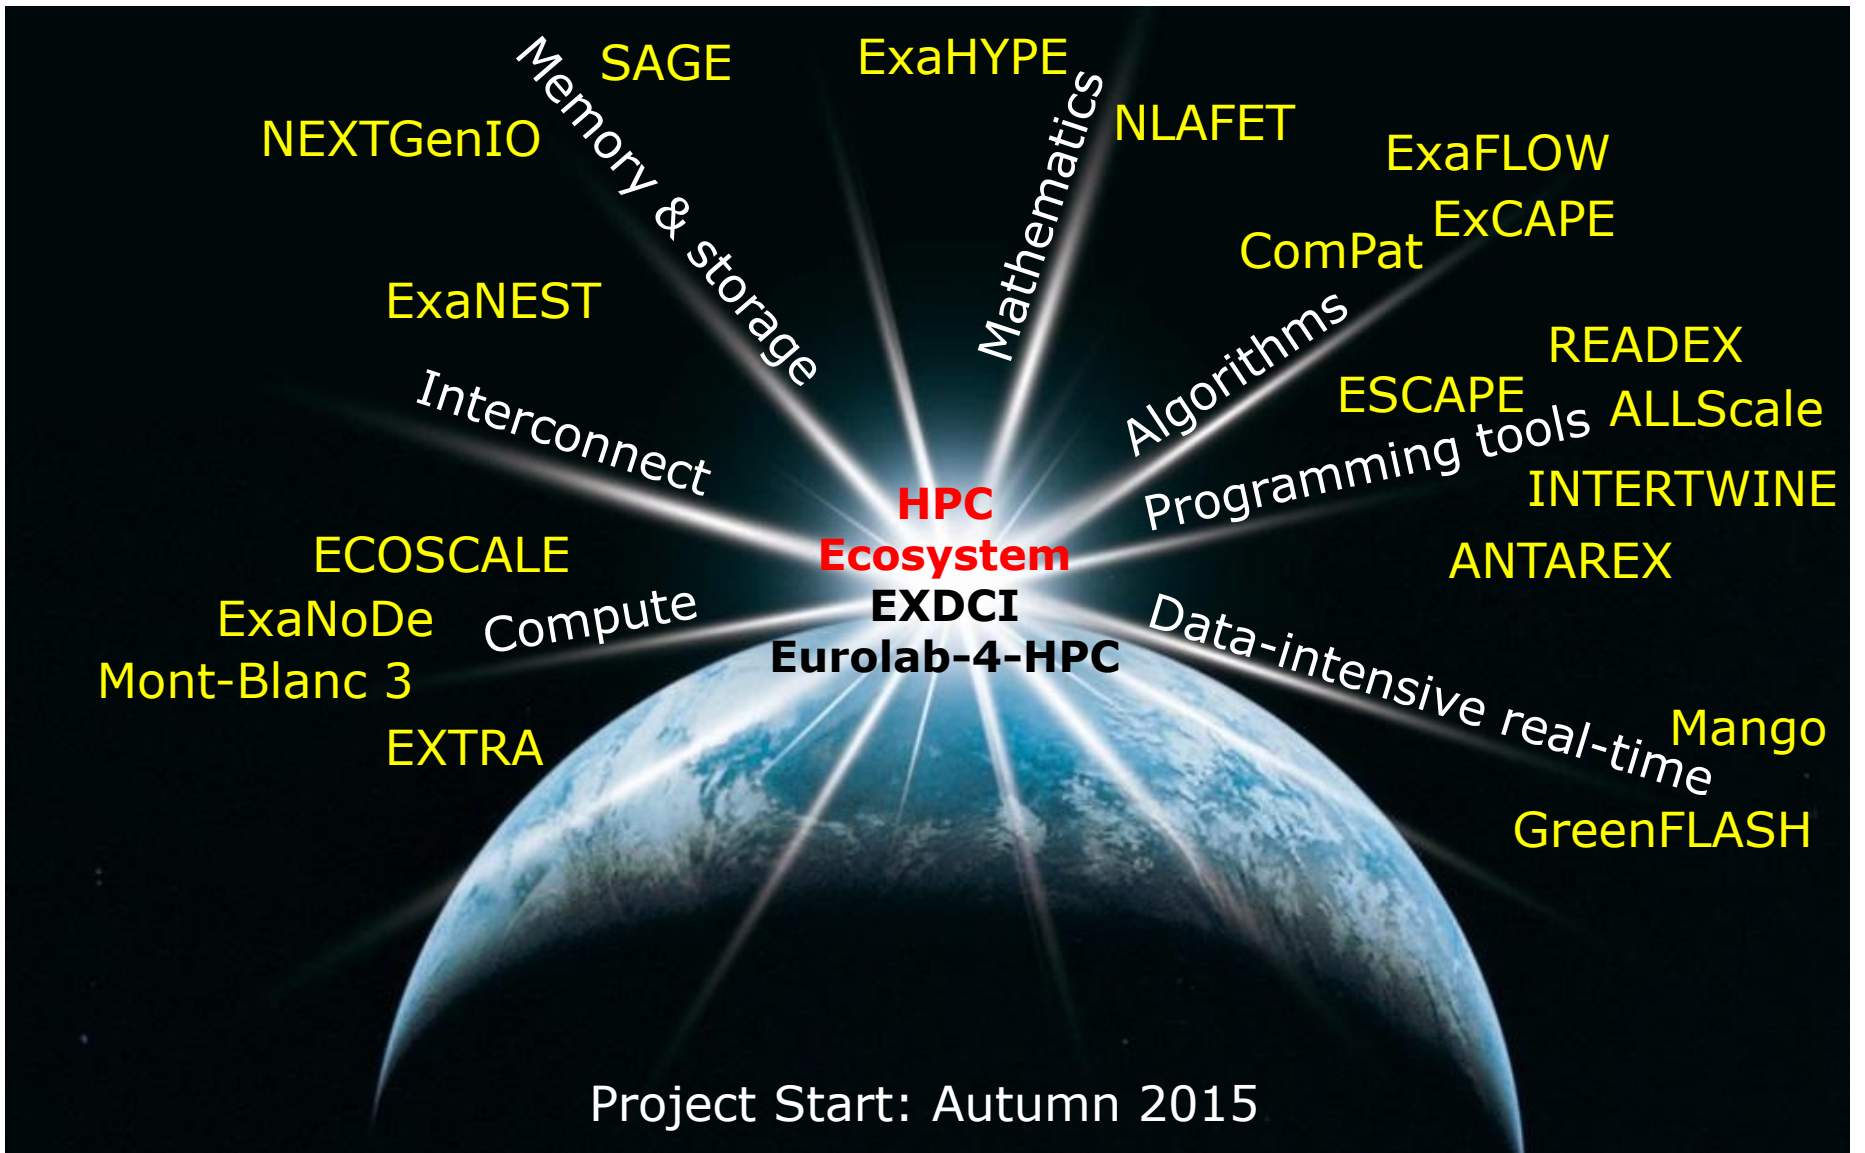 SAGE
ExaHYPE
NEXTGenIO
Memory & storage
Mathematics
NLAFET
ExaFLOW
ExCAPE
ComPat
ExaNEST
Algorithms
READEX
ESCAPE
ALLScale
Interconnect
Programming tools
INTERTWINE
HPC
Ecosystem
EXDCI
Eurolab-4-HPC
ECOSCALE
ANTAREX
ExaNoDe
Compute
Data-intensive real-time
Mont-Blanc 3
Mango
EXTRA
GreenFLASH
Project Start: Autumn 2015